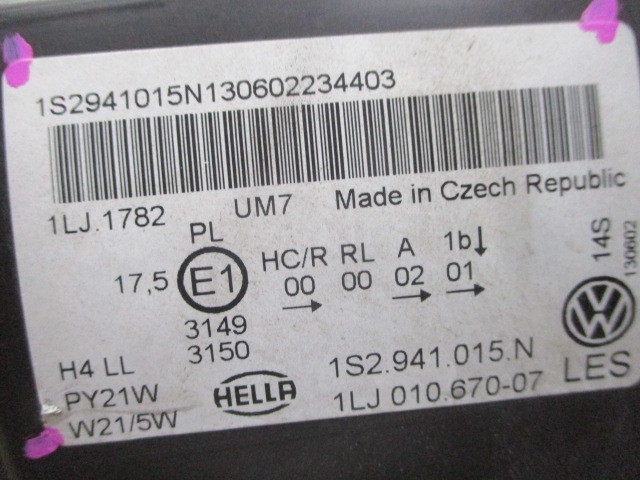 1S2941015N130602234403
1LJ.1782 UM7 Made in Czech Republic
PL
HC/R RL A 1b↓
17,5 E1 00 00 02 01
→ → →
3149
3150
14S
130602
VW
H4 LL
PY21W
W21/5W
HELLA
1S2.941.015.N
1LJ 010.670-07
LES